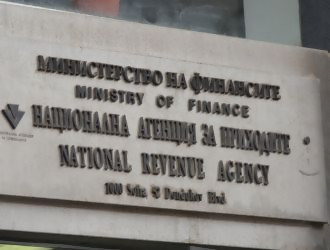 МИНИСТЕРСТВО НА ФИНАНСИТЕ
MINISTRY OF FINANCE
НАЦИОНАЛНА АГЕНЦИЯ ЗА ПРИХОДИТЕ
NATIONAL REVENUE AGENCY
1000 Sofia, 52 Dondukov Blvd